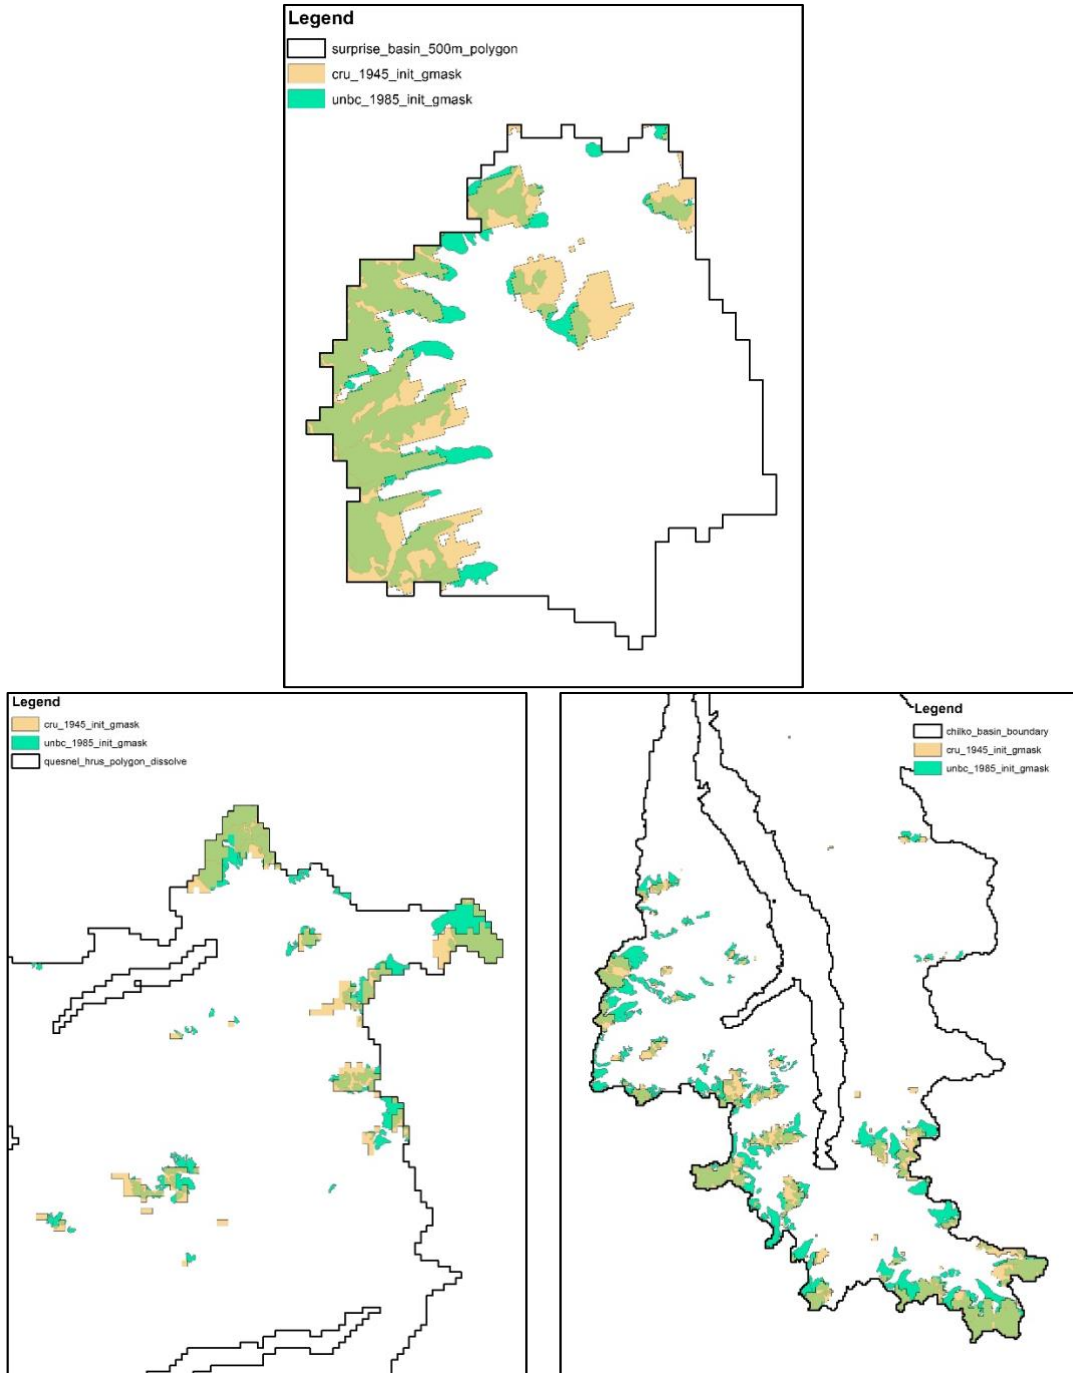 Legend
surprise_basin_500m_polygon
cru_1945_init_gmask
unbc_1985_init_gmask
Legend
cru_1945_init_gmask
unbc_1985_init_gmask
quesnel_hrus_polygon_dissolve
Legend
chilko_basin_boundary
cru_1945_init_gmask
unbc_1985_init_gmask